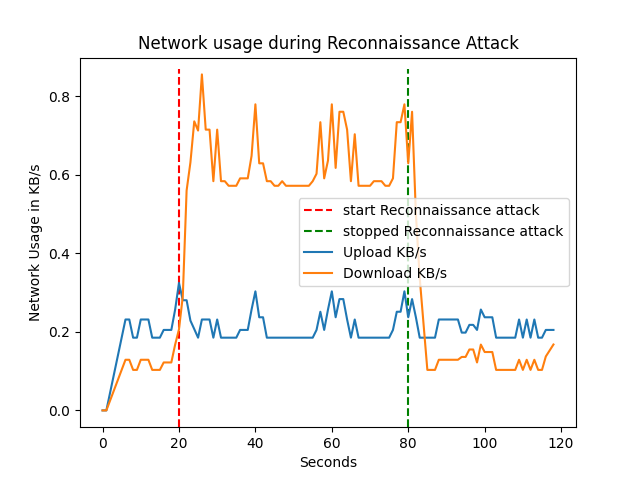 Network usage during Reconnaissance Attack
Network Usage in KB/s
0.8
0.6
0.4
0.2
0.0
start Reconnaissance attack
stopped Reconnaissance attack
Upload KB/s
Download KB/s
0 20 40 60 80 100 120
Seconds